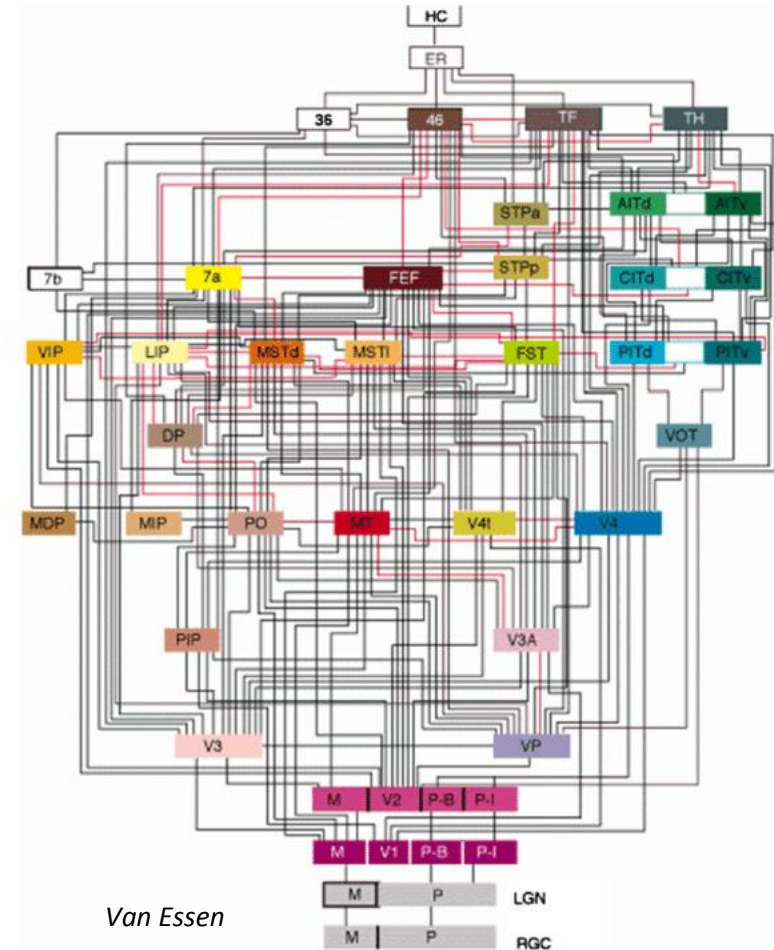 HC
ER
36 46 TF TH
STPa AITd AITv
7b 7a FEF STPp CITd CITv
VIP LIP MSTd MSTl FST PITd PITv
DP VOT
MDP MIP PO MT V4t V4
PIP V3A
V3 VP
M V2 P-B P-I
M V1 P-B P-I
M P LGN
Van Essen
M P RGC